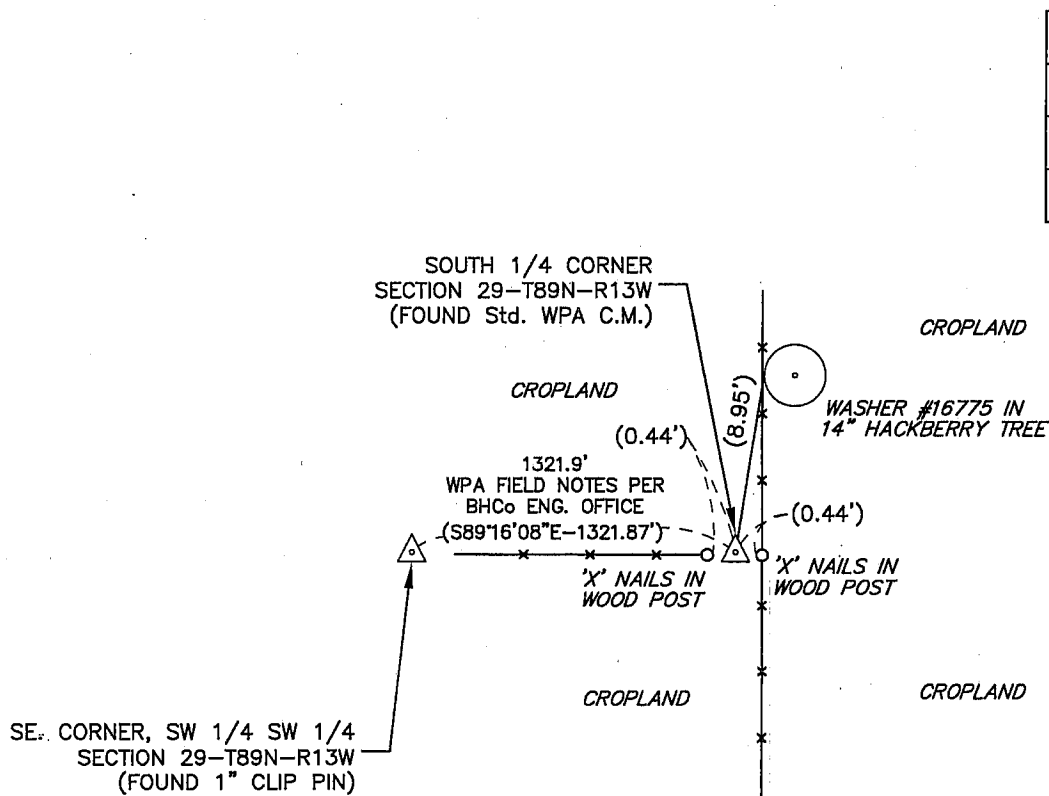 SOUTH 1/4 CORNER
SECTION 29-T89N-R13W
(FOUND Std. WPA C.M.)
CROPLAND
CROPLAND
(8.95')
WASHER #16775 IN
14" HACKBERRY TREE
(0.44')
1321.9'
WPA FIELD NOTES PER
BHCo ENG. OFFICE
(S89°16'08"E-1321.87')
(0.44')
'X' NAILS IN
WOOD POST
'X' NAILS IN
WOOD POST
CROPLAND
CROPLAND
SE. CORNER, SW 1/4 SW 1/4
SECTION 29-T89N-R13W
(FOUND 1" CLIP PIN)